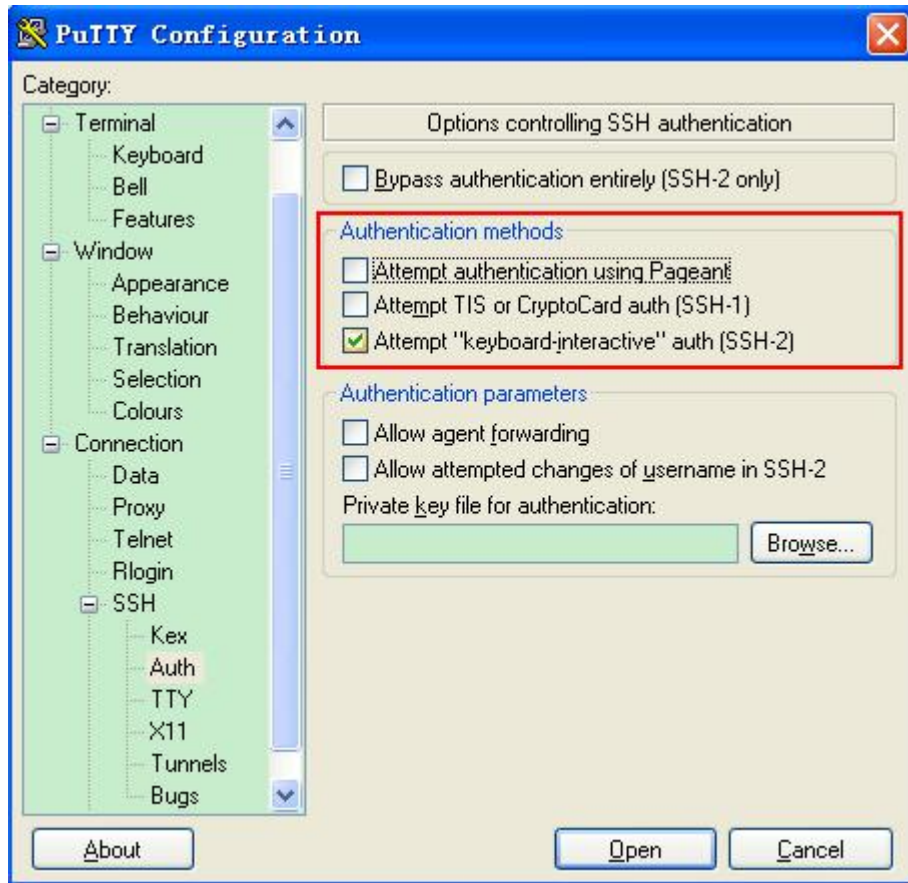 PuTTY Configuration
Category:
Terminal
Keyboard
Bell
Features
Window
Appearance
Behaviour
Translation
Selection
Colours
Connection
Data
Proxy
Telnet
Rlogin
SSH
Kex
Auth
TTY
X11
Tunnels
Bugs
Options controlling SSH authentication
Bypass authentication entirely (SSH-2 only)
Authentication methods
Attempt authentication using Pageant
Attempt TIS or CryptoCard auth (SSH-1)
Attempt "keyboard-interactive" auth (SSH-2)
Authentication parameters
Allow agent forwarding
Allow attempted changes of username in SSH-2
Private key file for authentication:
Browse...
About
Open
Cancel